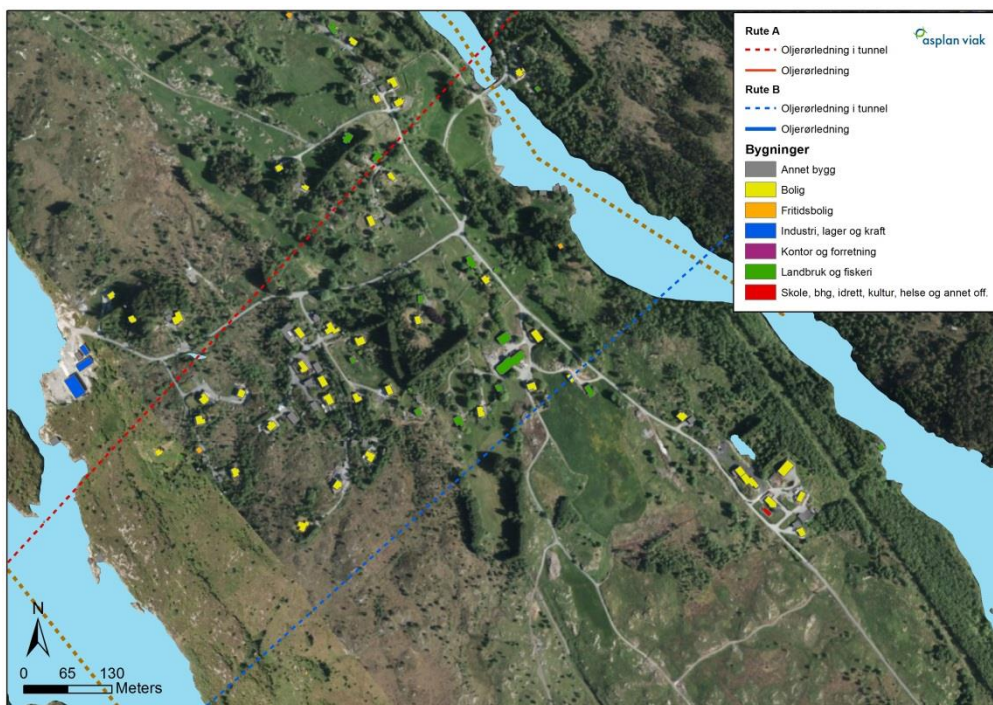 Rute A
asplan viak
Oljerørledning i tunnel
Oljerørledning
Rute B
Oljerørledning i tunnel
Oljerørledning
Bygninger
Annet bygg
Bolig
Fritidsbolig
Industri, lager og kraft
Kontor og forretning
Landbruk og fiskeri
Skole, bhg, idrett, kultur, helse og annet off.
N
0 65 130
Meters